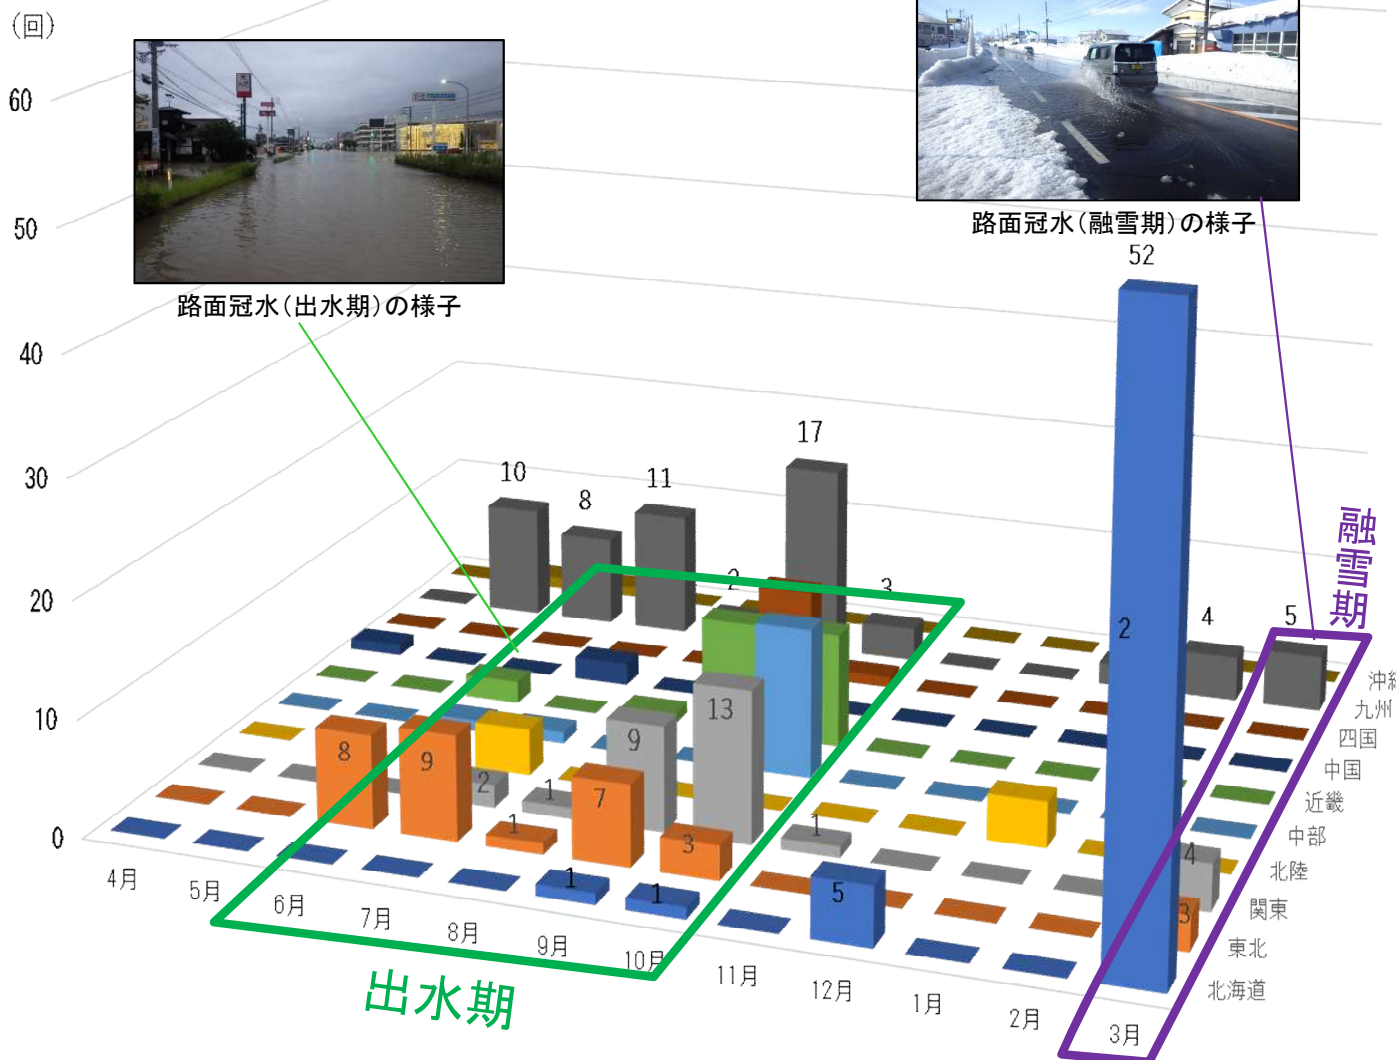 (回)
60
50
40
30
20
10
0
路面冠水(出水期)の様子
路面冠水(融雪期)の様子
52
17
10
8
11
2
3
2
4
5
融雪期
8
9
2
1
1
9
7
13
3
1
1
1
5
4
3
沖縄
九州
四国
中国
近畿
中部
北陸
関東
東北
北海道
4月
5月
6月
7月
8月
9月
10月
11月
12月
1月
2月
3月
出水期